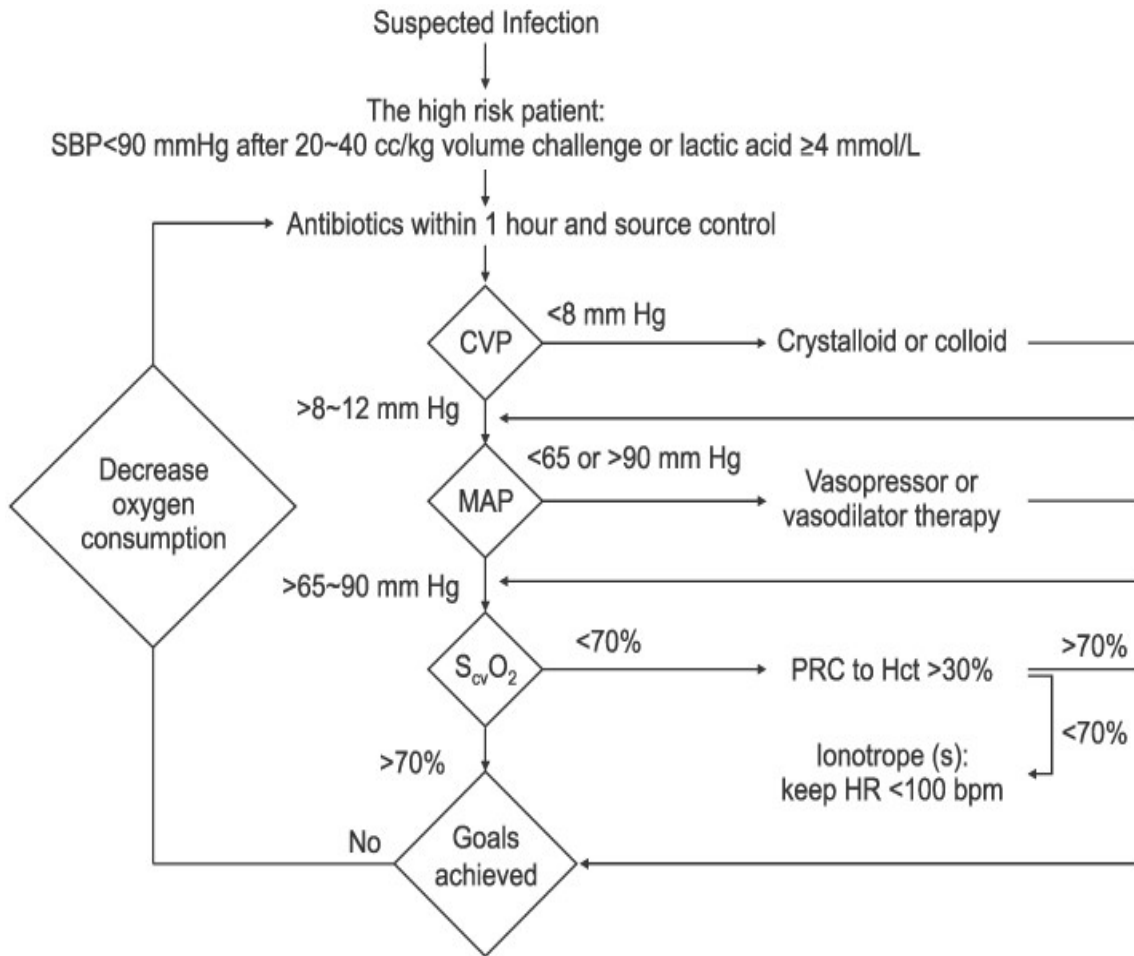 Suspected Infection
The high risk patient:
SBP<90 mmHg after 20~40 cc/kg volume challenge or lactic acid ≥4 mmol/L
Antibiotics within 1 hour and source control
CVP
<8 mm Hg
Crystalloid or colloid
>8~12 mm Hg
MAP
<65 or >90 mm Hg
Vasopressor or
vasodilator therapy
>65~90 mm Hg
ScvO2
<70%
PRC to Hct >30%
>70%
<70%
Ionotrope (s):
keep HR <100 bpm
>70%
Goals
achieved
No
Decrease
oxygen
consumption